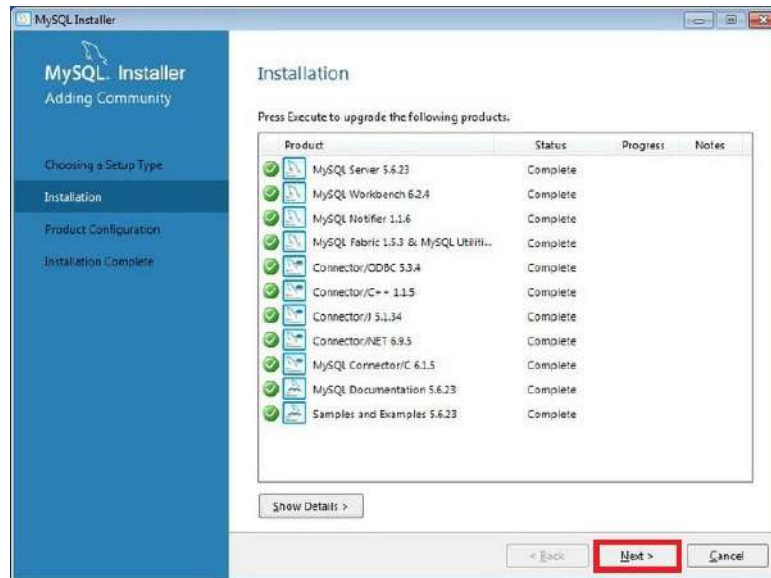 MySQL Installer
MySQL. Installer
Adding Community
Choosing a Setup Type
Installation
Product Configuration
Installation Complete
Installation
Press Execute to upgrade the following products.
Product Status Progress Notes
MySQL Server 5.6.23 Complete
MySQL Workbench 6.2.4 Complete
MySQL Notifier 1.1.6 Complete
MySQL Fabric 1.5.3 & MySQL Utiliti... Complete
Connector/ODBC 5.3.4 Complete
Connector/C++ 1.1.5 Complete
Connector/J 5.1.34 Complete
Connector/NET 6.9.5 Complete
MySQL Connector/C 6.1.5 Complete
MySQL Documentation 5.6.23 Complete
Samples and Examples 5.6.23 Complete
Show Details >
< Back Next > Cancel